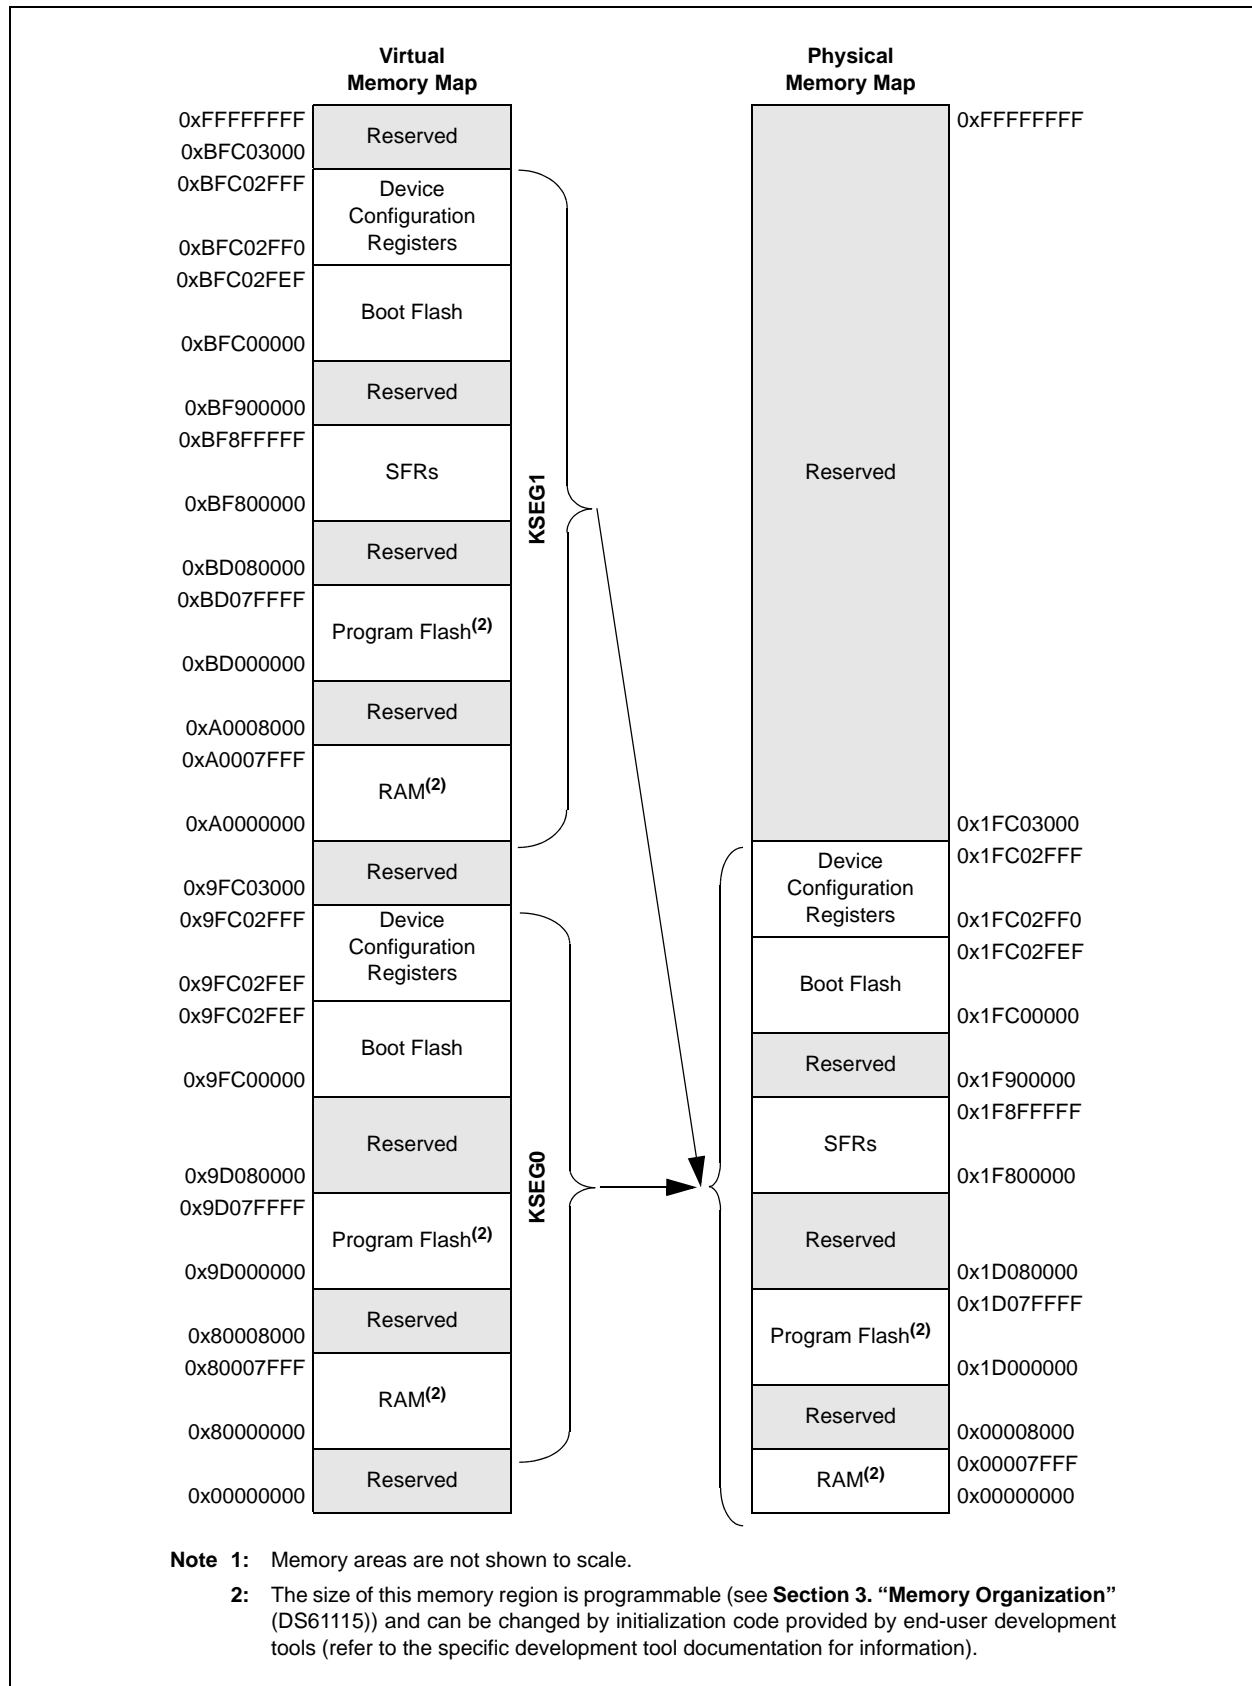 Virtual
Memory Map
0xFFFFFFFF
0xBFC03000
Reserved
0xBFC02FFF
Device
Configuration
Registers
0xBFC02FF0
0xBFC02FEF
Boot Flash
0xBFC00000
Reserved
0xBF900000
0xBF8FFFFF
SFRs
0xBF800000
Reserved
0xBD080000
0xBD07FFFF
Program Flash(2)
0xBD000000
Reserved
0xA0008000
0xA0007FFF
RAM(2)
0xA0000000
Reserved
0x9FC03000
0x9FC02FFF
Device
Configuration
Registers
0x9FC02FEF
0x9FC02FEF
Boot Flash
0x9FC00000
Reserved
0x9D080000
0x9D07FFFF
Program Flash(2)
0x9D000000
Reserved
0x80008000
0x80007FFF
RAM(2)
0x80000000
Reserved
0x00000000
KSEG1
KSEG0
Physical
Memory Map
0xFFFFFFFF
Reserved
0x1FC03000
0x1FC02FFF
Device
Configuration
Registers
0x1FC02FF0
0x1FC02FEF
Boot Flash
0x1FC00000
Reserved
0x1F900000
0x1F8FFFFF
SFRs
0x1F800000
Reserved
0x1D080000
0x1D07FFFF
Program Flash(2)
0x1D000000
Reserved
0x00008000
0x00007FFF
RAM(2)
0x00000000
Note 1: Memory areas are not shown to scale.
2: The size of this memory region is programmable (see Section 3. “Memory Organization”
(DS61115)) and can be changed by initialization code provided by end-user development
tools (refer to the specific development tool documentation for information).